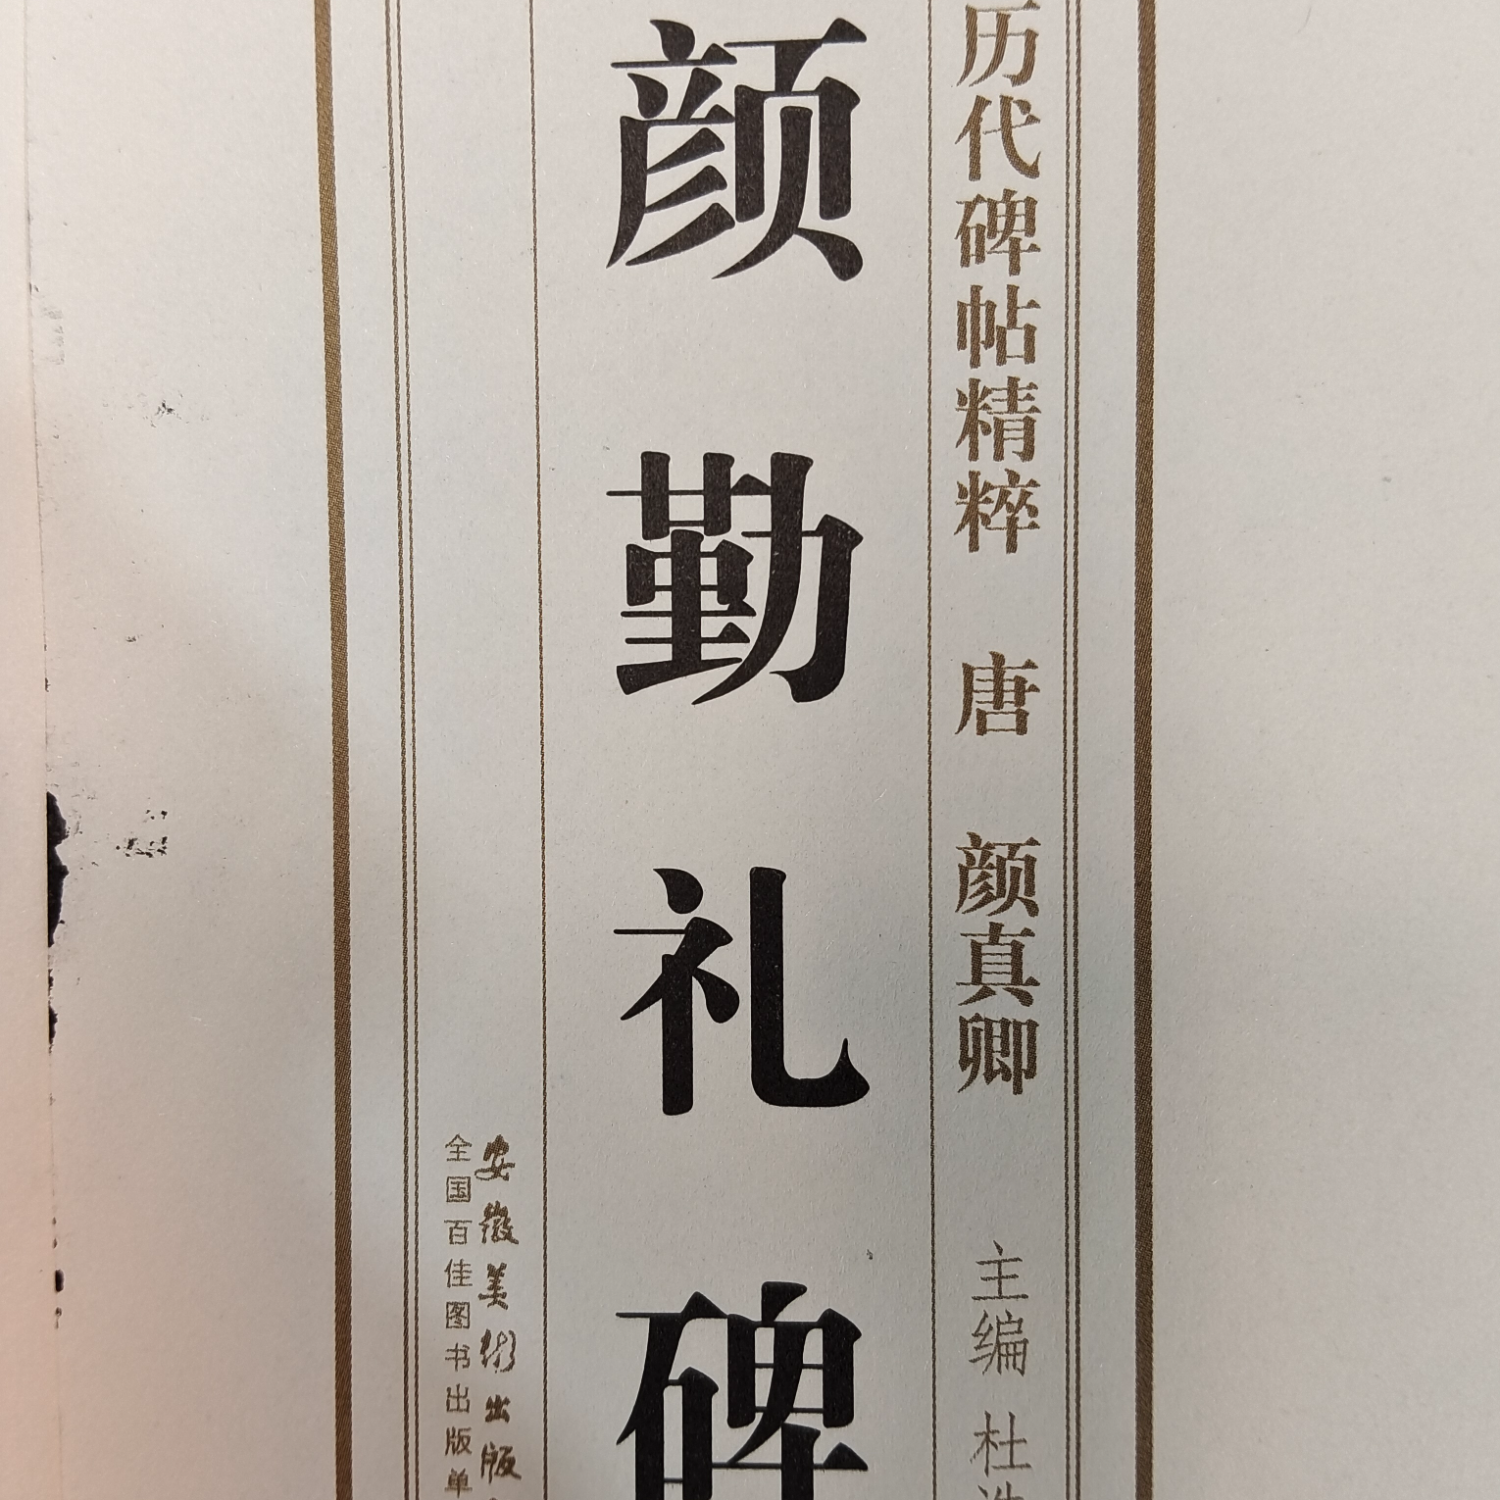 历代碑帖精粹 唐 颜真卿 主编 杜
颜勤礼碑
安徽美術出版
全国百佳图书出版单